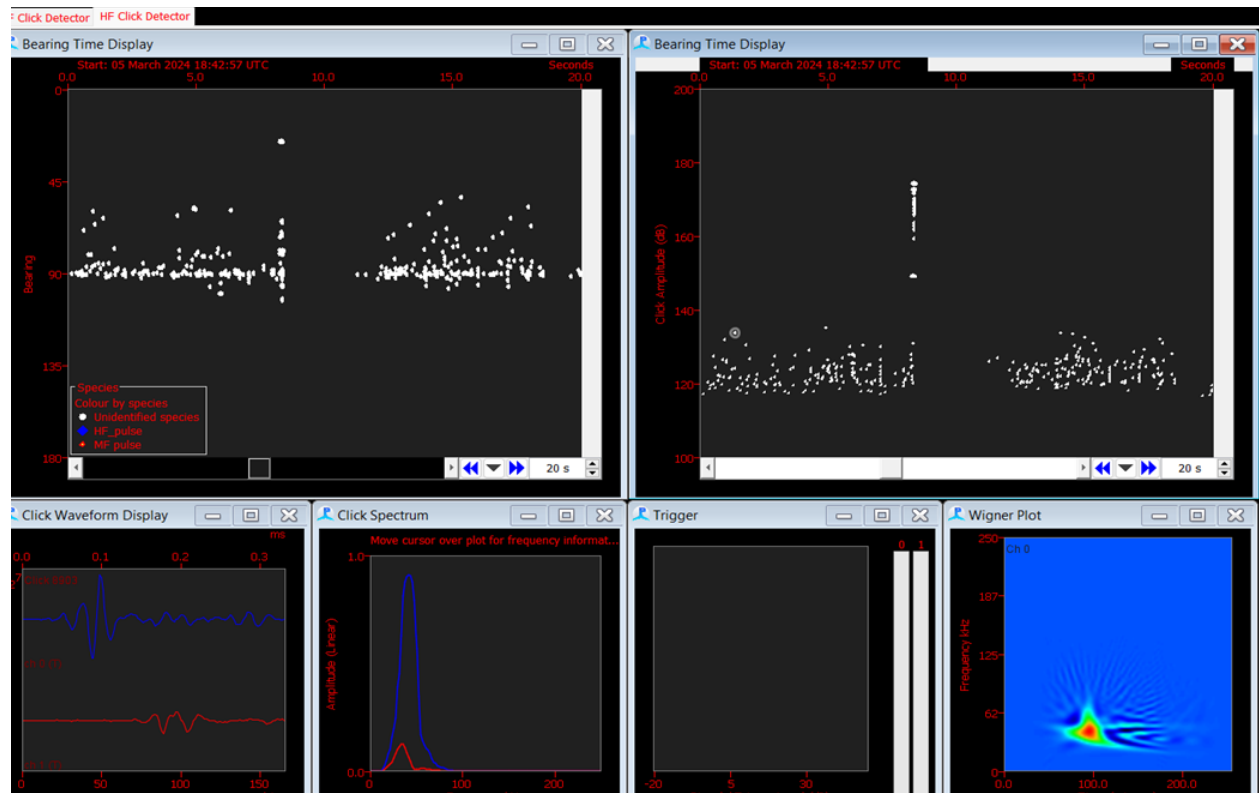 Click Detector HF Click Detector
Bearing Time Display
Start: 05 March 2024 18:42:57 UTC Seconds
0.0 5.0 10.0 15.0 20.0
0
45
90
135
180
Bearing
Species
Colour by species
Unidentified species
HF_pulse
MF pulse
20 s
Bearing Time Display
Start: 05 March 2024 18:42:57 UTC Seconds
0.0 5.0 10.0 15.0 20.0
200
180
160
140
120
100
Click Amplitude (dB)
20 s
Click Waveform Display
ms
0.0 0.1 0.2 0.3
0 50 100 150
Click Spectrum
Move cursor over plot for frequency informat...
1.0
0.0
Amplitude (Linear)
0 100 200
Trigger
0 1
-20 5 30
Wigner Plot
Ch 0
250
187
125
62
0
Frequency kHz
0.0 100.0 200.0